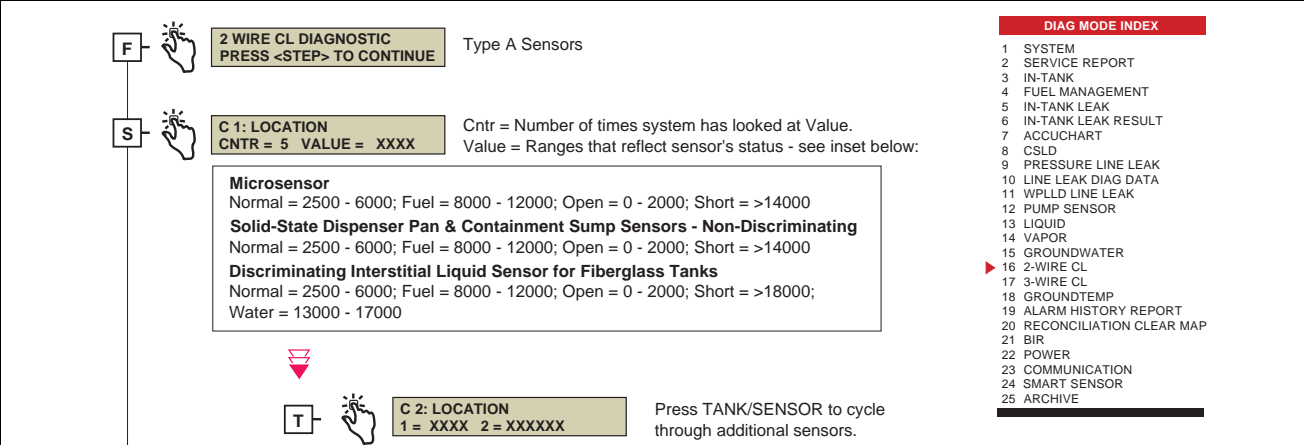 F
2 WIRE CL DIAGNOSTIC
PRESS <STEP> TO CONTINUE
Type A Sensors
S
C 1: LOCATION
CNTR = 5 VALUE = XXXX
Cntr = Number of times system has looked at Value.
Value = Ranges that reflect sensor's status - see inset below:
Microsensor
Normal = 2500 - 6000; Fuel = 8000 - 12000; Open = 0 - 2000; Short = >14000
Solid-State Dispenser Pan & Containment Sump Sensors - Non-Discriminating
Normal = 2500 - 6000; Fuel = 8000 - 12000; Open = 0 - 2000; Short = >14000
Discriminating Interstitial Liquid Sensor for Fiberglass Tanks
Normal = 2500 - 6000; Fuel = 8000 - 12000; Open = 0 - 2000; Short = >18000;
Water = 13000 - 17000
T
C 2: LOCATION
1 = XXXX 2 = XXXXXX
Press TANK/SENSOR to cycle
through additional sensors.
DIAG MODE INDEX
1 SYSTEM
2 SERVICE REPORT
3 IN-TANK
4 FUEL MANAGEMENT
5 IN-TANK LEAK
6 IN-TANK LEAK RESULT
7 ACCUCHART
8 CSLD
9 PRESSURE LINE LEAK
10 LINE LEAK DIAG DATA
11 WPLLD LINE LEAK
12 PUMP SENSOR
13 LIQUID
14 VAPOR
15 GROUNDWATER
16 2-WIRE CL
17 3-WIRE CL
18 GROUNDTEMP
19 ALARM HISTORY REPORT
20 RECONCILIATION CLEAR MAP
21 BIR
22 POWER
23 COMMUNICATION
24 SMART SENSOR
25 ARCHIVE